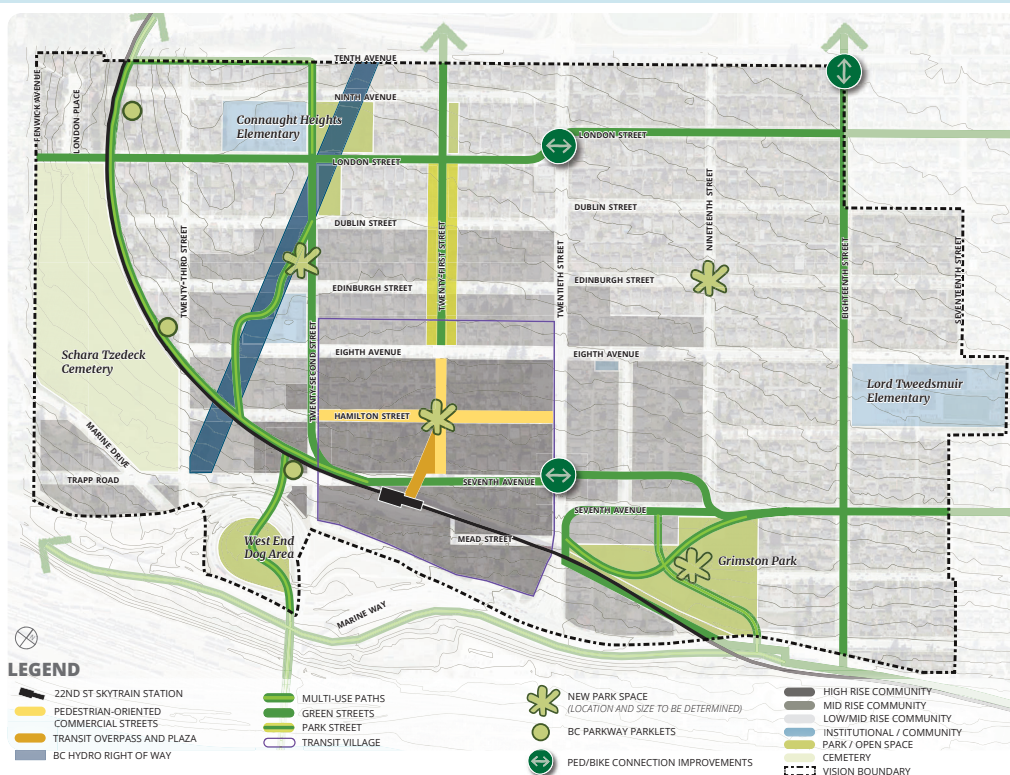 TENTH AVENUE
FENWICK AVENUE
LONDON PLACE
NINTH AVENUE
Connaught Heights
Elementary
LONDON STREET
LONDON STREET
DUBLIN STREET
DUBLIN STREET
TWENTY-THIRD STREET
TWENTY-FIRST STREET
TWENTIETH STREET
NINETEENTH STREET
EIGHTEENTH STREET
SEVENTEENTH STREET
EDINBURGH STREET
EDINBURGH STREET
TWENTY-SECOND STREET
EIGHTH AVENUE
EIGHTH AVENUE
Schara Tzedeck
Cemetery
Lord Tweedsmuir
Elementary
HAMILTON STREET
MARINE DRIVE
TRAPP ROAD
SEVENTH AVENUE
SEVENTH AVENUE
MEAD STREET
West End
Dog Area
Grimston Park
MARINE WAY
N
LEGEND
22ND ST SKYTRAIN STATION
PEDESTRIAN-ORIENTED
COMMERCIAL STREETS
TRANSIT OVERPASS AND PLAZA
BC HYDRO RIGHT OF WAY
MULTI-USE PATHS
GREEN STREETS
PARK STREET
TRANSIT VILLAGE
NEW PARK SPACE
(LOCATION AND SIZE TO BE DETERMINED)
BC PARKWAY PARKLETS
PED/BIKE CONNECTION IMPROVEMENTS
HIGH RISE COMMUNITY
MID RISE COMMUNITY
LOW/MID RISE COMMUNITY
INSTITUTIONAL / COMMUNITY
PARK / OPEN SPACE
CEMETERY
VISION BOUNDARY